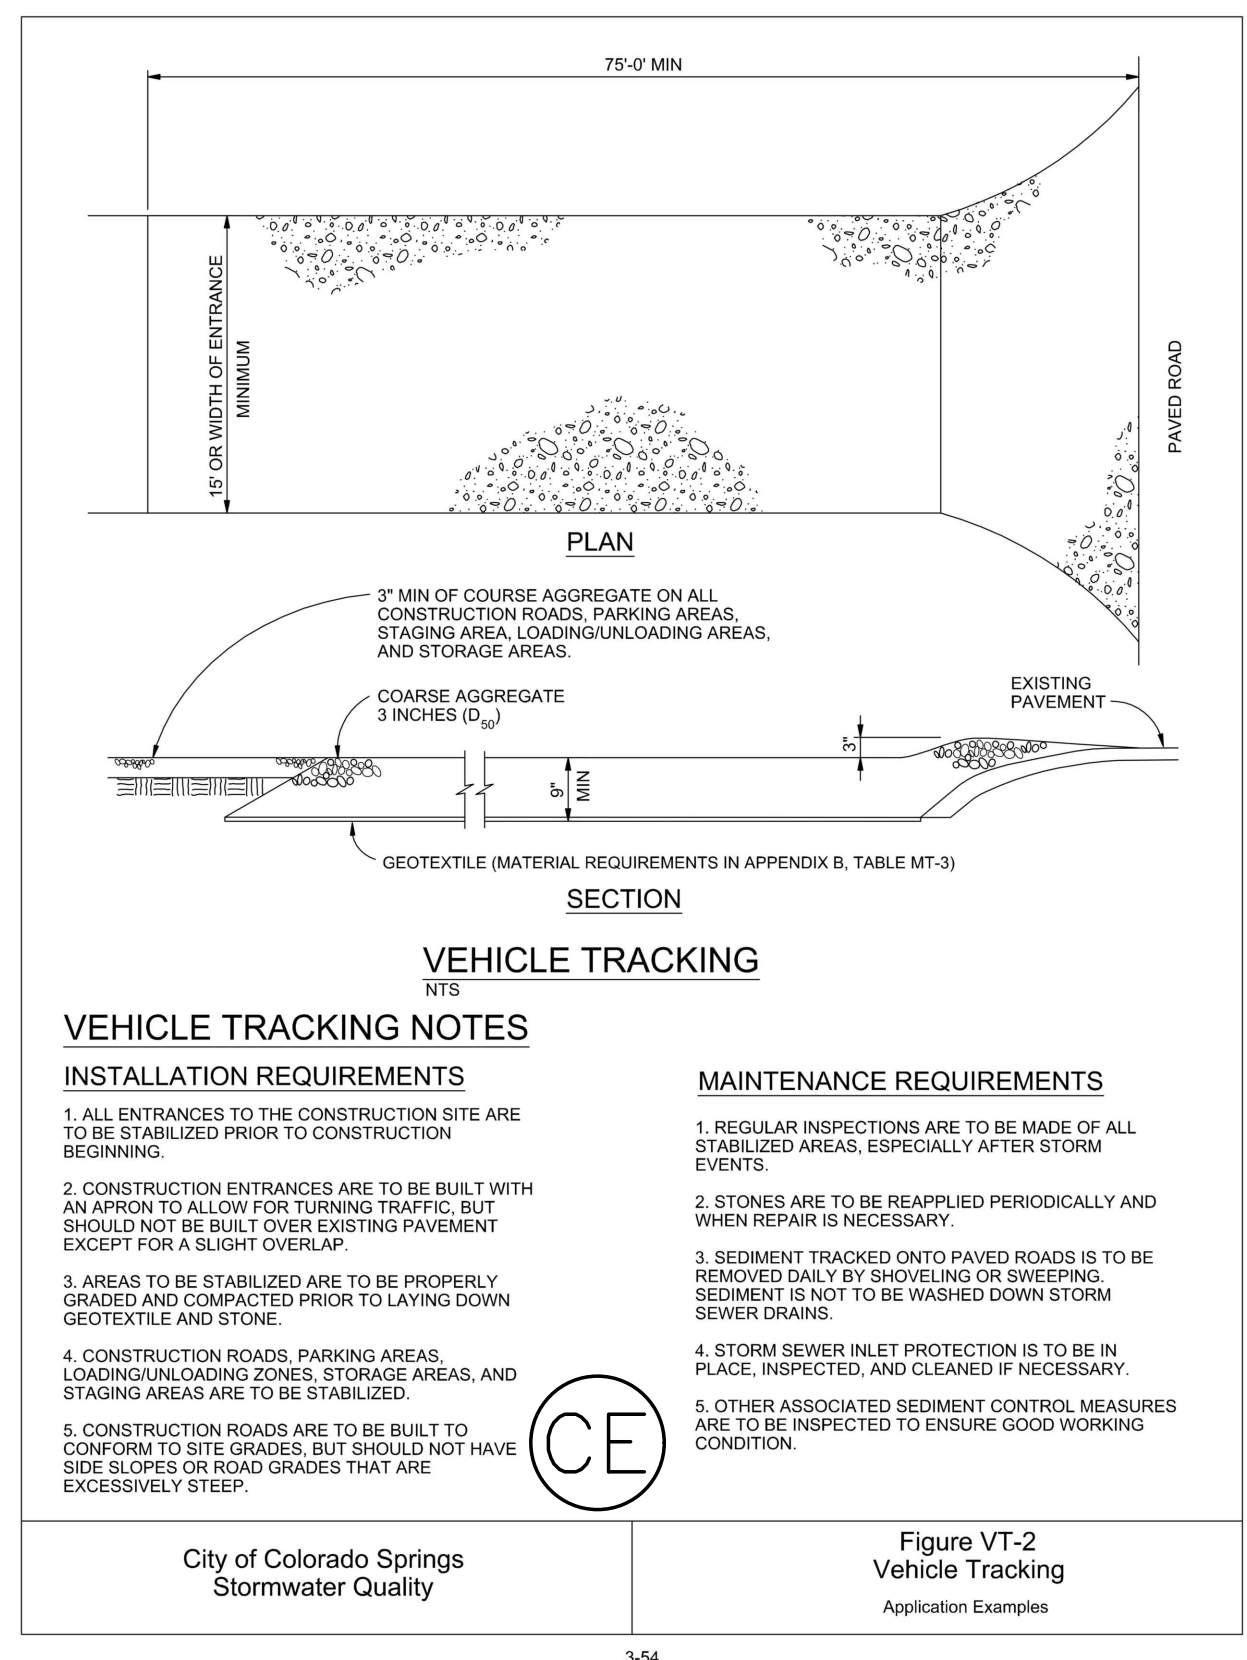 75'-0' MIN
15' OR WIDTH OF ENTRANCE
MINIMUM
PAVED ROAD
PLAN
3" MIN OF COURSE AGGREGATE ON ALL
CONSTRUCTION ROADS, PARKING AREAS,
STAGING AREA, LOADING/UNLOADING AREAS,
AND STORAGE AREAS.
COARSE AGGREGATE
3 INCHES (D50)
EXISTING
PAVEMENT
3"
9"
MIN
GEOTEXTILE (MATERIAL REQUIREMENTS IN APPENDIX B, TABLE MT-3)
SECTION
VEHICLE TRACKING
NTS
VEHICLE TRACKING NOTES
INSTALLATION REQUIREMENTS
1. ALL ENTRANCES TO THE CONSTRUCTION SITE ARE
TO BE STABILIZED PRIOR TO CONSTRUCTION
BEGINNING.
2. CONSTRUCTION ENTRANCES ARE TO BE BUILT WITH
AN APRON TO ALLOW FOR TURNING TRAFFIC, BUT
SHOULD NOT BE BUILT OVER EXISTING PAVEMENT
EXCEPT FOR A SLIGHT OVERLAP.
3. AREAS TO BE STABILIZED ARE TO BE PROPERLY
GRADED AND COMPACTED PRIOR TO LAYING DOWN
GEOTEXTILE AND STONE.
4. CONSTRUCTION ROADS, PARKING AREAS,
LOADING/UNLOADING ZONES, STORAGE AREAS, AND
STAGING AREAS ARE TO BE STABILIZED.
5. CONSTRUCTION ROADS ARE TO BE BUILT TO
CONFORM TO SITE GRADES, BUT SHOULD NOT HAVE
SIDE SLOPES OR ROAD GRADES THAT ARE
EXCESSIVELY STEEP.
CE
MAINTENANCE REQUIREMENTS
1. REGULAR INSPECTIONS ARE TO BE MADE OF ALL
STABILIZED AREAS, ESPECIALLY AFTER STORM
EVENTS.
2. STONES ARE TO BE REAPPLIED PERIODICALLY AND
WHEN REPAIR IS NECESSARY.
3. SEDIMENT TRACKED ONTO PAVED ROADS IS TO BE
REMOVED DAILY BY SHOVELING OR SWEEPING.
SEDIMENT IS NOT TO BE WASHED DOWN STORM
SEWER DRAINS.
4. STORM SEWER INLET PROTECTION IS TO BE IN
PLACE, INSPECTED, AND CLEANED IF NECESSARY.
5. OTHER ASSOCIATED SEDIMENT CONTROL MEASURES
ARE TO BE INSPECTED TO ENSURE GOOD WORKING
CONDITION.
City of Colorado Springs
Stormwater Quality
Figure VT-2
Vehicle Tracking
Application Examples
3-54